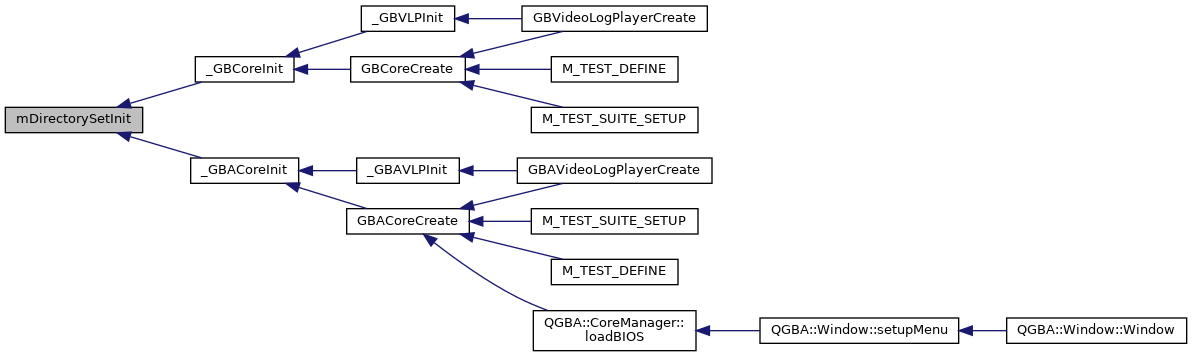 _GBVLPInit
GBVideoLogPlayerCreate
_GBCoreInit
GBCoreCreate
M_TEST_DEFINE
mDirectorySetInit
M_TEST_SUITE_SETUP
_GBACoreInit
_GBAVLPInit
GBAVideoLogPlayerCreate
GBACoreCreate
M_TEST_SUITE_SETUP
M_TEST_DEFINE
QGBA::CoreManager::
loadBIOS
QGBA::Window::setupMenu
QGBA::Window::Window